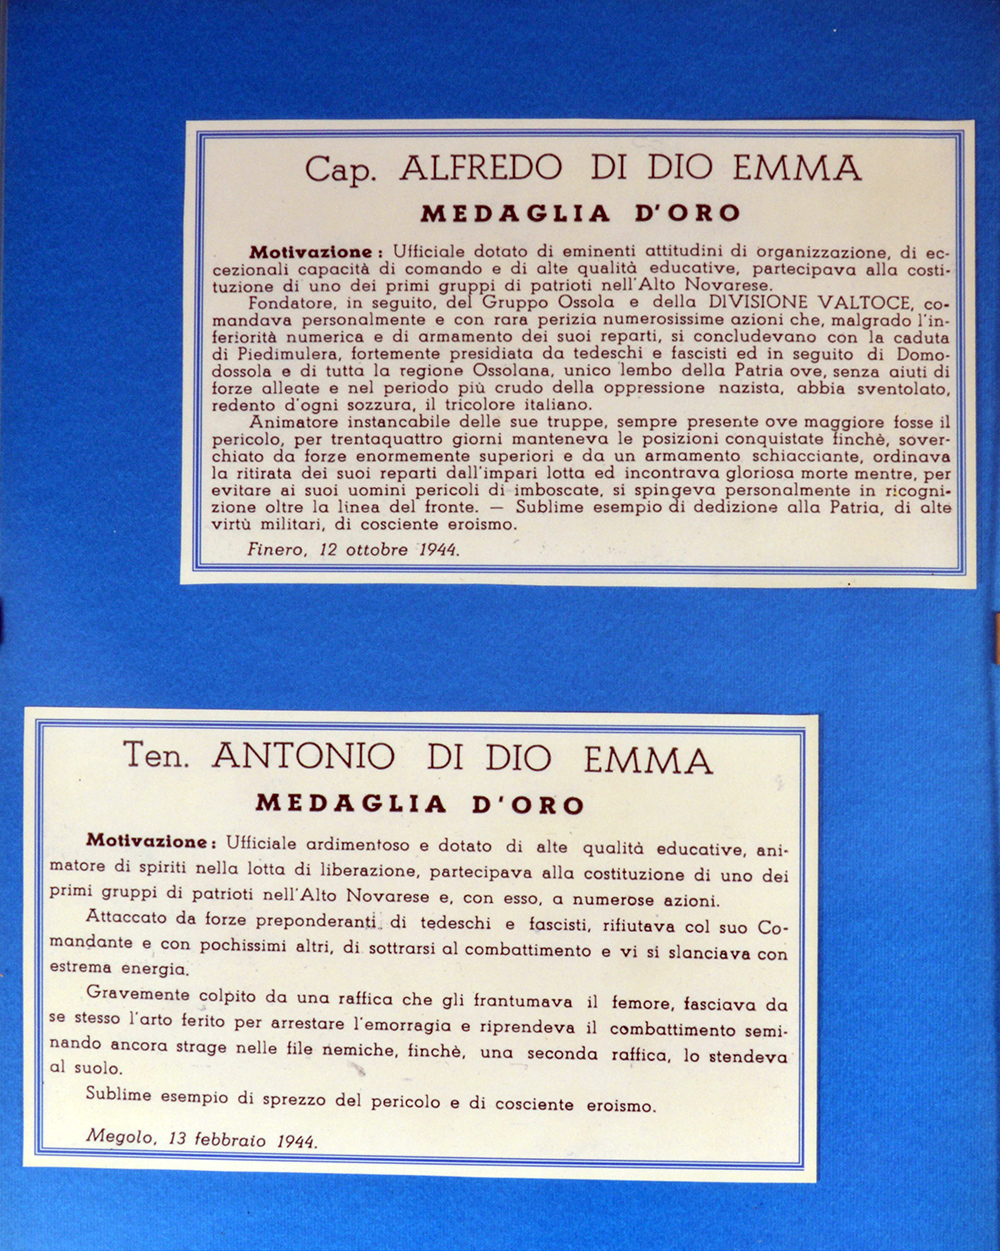 Cap. ALFREDO DI DIO EMMA
MEDAGLIA D'ORO
Motivazione: Ufficiale dotato di eminenti attitudini di organizzazione, di ec-
cezionali capacità di comando e di alte qualità educative, partecipava alla costi-
tuzione di uno dei primi gruppi di patrioti nell'Alto Novarese.
Fondatore, in seguito, del Gruppo Ossola e della DIVISIONE VALTOCE, co-
mandava personalmente e con rara perizia numerosissime azioni che, malgrado l'in-
feriorità numerica e di armamento dei suoi reparti, si concludevano con la caduta
di Piedimulera, fortemente presidiata da tedeschi e fascisti ed in seguito di Domo-
dossola e di tutta la regione Ossolana, unico lembo della Patria ove, senza aiuti di
forze alleate e nel periodo più crudo della oppressione nazista, abbia sventolato,
redento d'ogni sozzura, il tricolore italiano.
Animatore instancabile delle sue truppe, sempre presente ove maggiore fosse il
pericolo, per trentaquattro giorni manteneva le posizioni conquistate finchè, sover-
chiato da forze enormemente superiori e da un armamento schiacciante, ordinava
la ritirata dei suoi reparti dall'impari lotta ed incontrava gloriosa morte mentre, per
evitare ai suoi uomini pericoli di imboscate, si spingeva personalmente in ricogni-
zione oltre la linea del fronte. — Sublime esempio di dedizione alla Patria, di alte
virtù militari, di cosciente eroismo.
Finero, 12 ottobre 1944.
Ten. ANTONIO DI DIO EMMA
MEDAGLIA D'ORO
Motivazione: Ufficiale ardimentoso e dotato di alte qualità educative, ani-
matore di spiriti nella lotta di liberazione, partecipava alla costituzione di uno dei
primi gruppi di patrioti nell'Alto Novarese e, con esso, a numerose azioni.
Attaccato da forze preponderanti di tedeschi e fascisti, rifiutava col suo Co-
mandante e con pochissimi altri, di sottrarsi al combattimento e vi si slanciava con
estrema energia.
Gravemente colpito da una raffica che gli frantumava il femore, fasciava da
se stesso l'arto ferito per arrestare l'emorragia e riprendeva il combattimento semi-
nando ancora strage nelle file nemiche, finchè, una seconda raffica, lo stendeva
al suolo.
Sublime esempio di sprezzo del pericolo e di cosciente eroismo.
Megolo, 13 febbraio 1944.